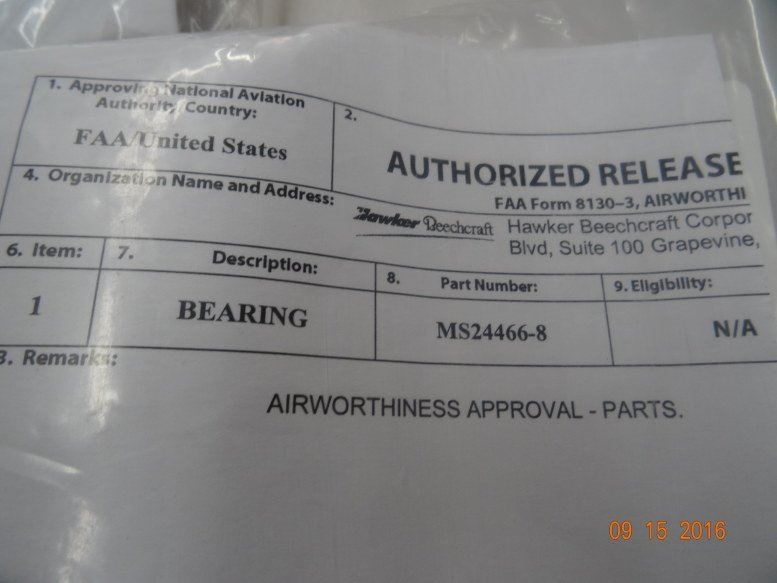 1. Approving National Aviation
Authority/Country:
FAA/United States
2.
AUTHORIZED RELEASE
FAA Form 8130–3, AIRWORTHI
4. Organization Name and Address:
Hawker Beechcraft
Hawker Beechcraft Corpor
Blvd, Suite 100 Grapevine,
6. Item:
7. Description:
8. Part Number:
9. Eligibility:
1
BEARING
MS24466-8
N/A
3. Remarks:
AIRWORTHINESS APPROVAL - PARTS.
09 15 2016